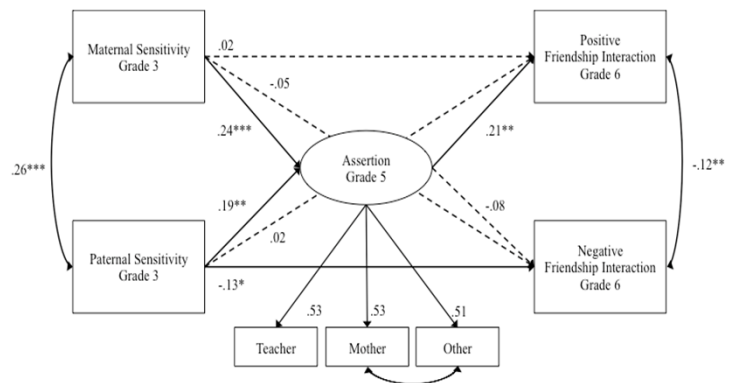 Maternal Sensitivity
Grade 3
.02
Positive
Friendship Interaction
Grade 6
-.05
.24***
.21**
Assertion
Grade 5
.26***
-.12**
.19**
-.08
.02
Paternal Sensitivity
Grade 3
-.13*
Negative
Friendship Interaction
Grade 6
.53
.53
.51
Teacher
Mother
Other